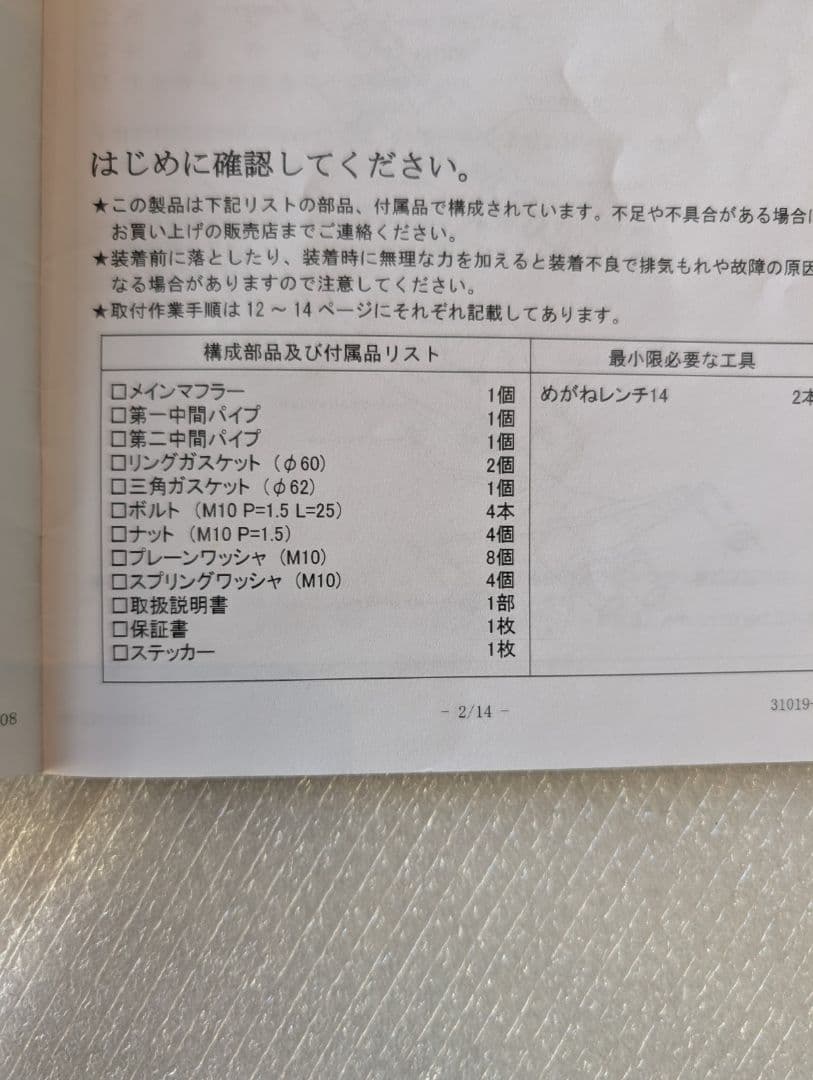 はじめに確認してください。
★この製品は下記リストの部品、付属品で構成されています。不足や不具合がある場合に
お買い上げの販売店までご連絡ください。
★装着前に落としたり、装着時に無理な力を加えると装着不良で排気もれや故障の原因
なる場合がありますので注意してください。
★取付作業手順は12～14ページにそれぞれ記載してあります。
構成部品及び付属品リスト 最小限必要な工具
□メインマフラー 1個 めがねレンチ14 2本
□第一中間パイプ 1個
□第二中間パイプ 1個
□リングガスケット（φ60） 2個
□三角ガスケット（φ62） 1個
□ボルト（M10 P=1.5 L=25） 4本
□ナット（M10 P=1.5） 4個
□プレーンワッシャ（M10） 8個
□スプリングワッシャ（M10） 4個
□取扱説明書 1部
□保証書 1枚
□ステッカー 1枚
08 - 2/14 - 31019-